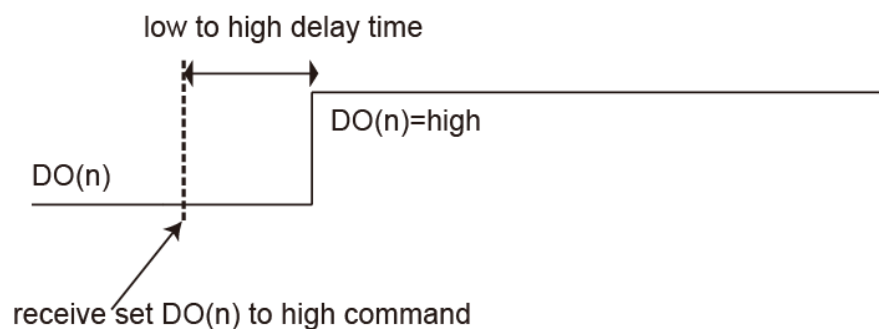 low to high delay time
DO(n)=high
DO(n)
receive set DO(n) to high command